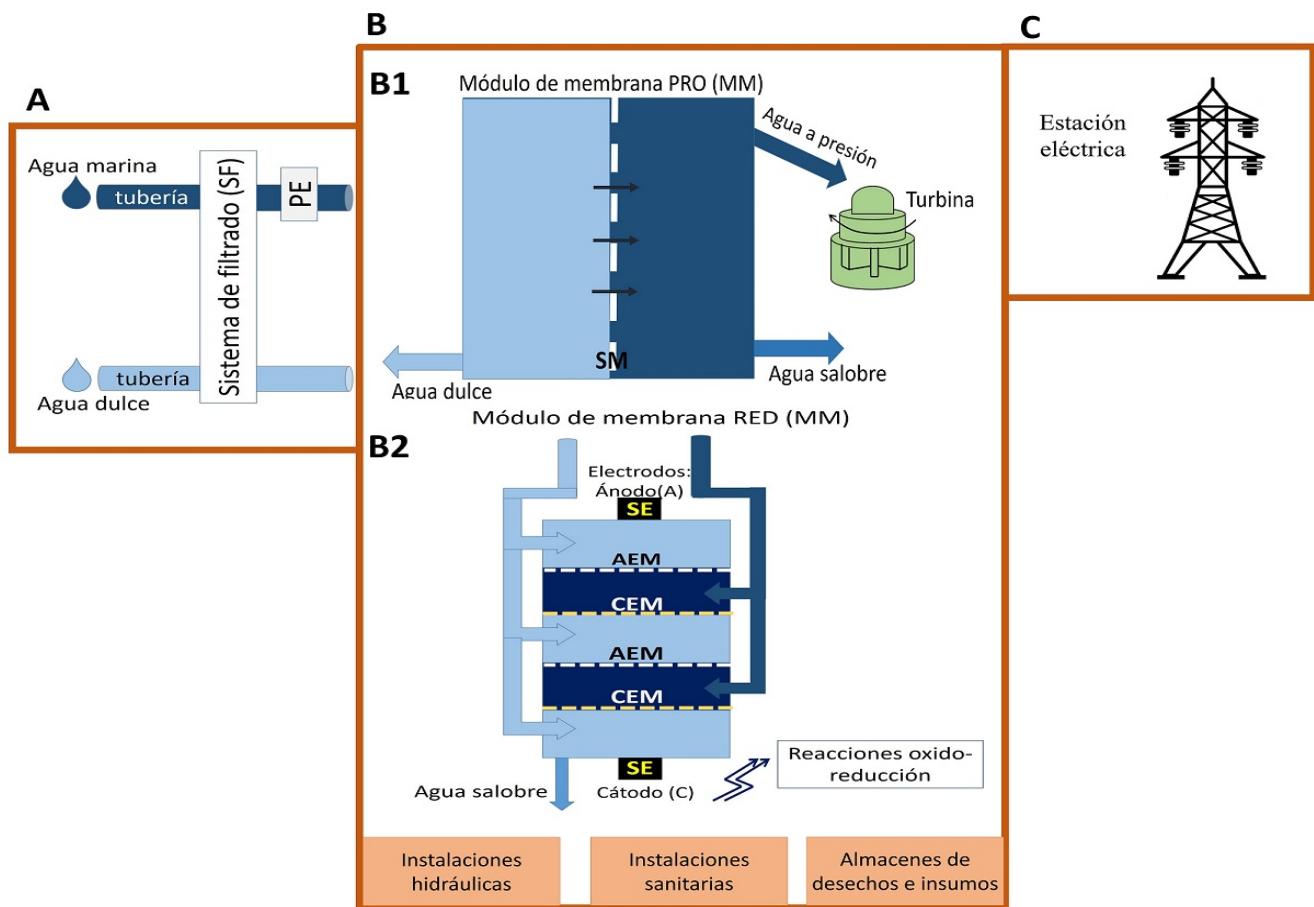 A
Agua marina
tubería
Sistema de filtrado (SF)
PE
tubería
Agua dulce
B
B1
Módulo de membrana PRO (MM)
Agua a presión
Turbina
SM
Agua dulce
Agua salobre
Módulo de membrana RED (MM)
B2
Electrodos:
Ánodo(A)
SE
AEM
CEM
AEM
CEM
SE
Cátodo (C)
Agua salobre
Reacciones oxido-
reducción
Instalaciones
hidráulicas
Instalaciones
sanitarias
Almacenes de
desechos e insumos
C
Estación
eléctrica